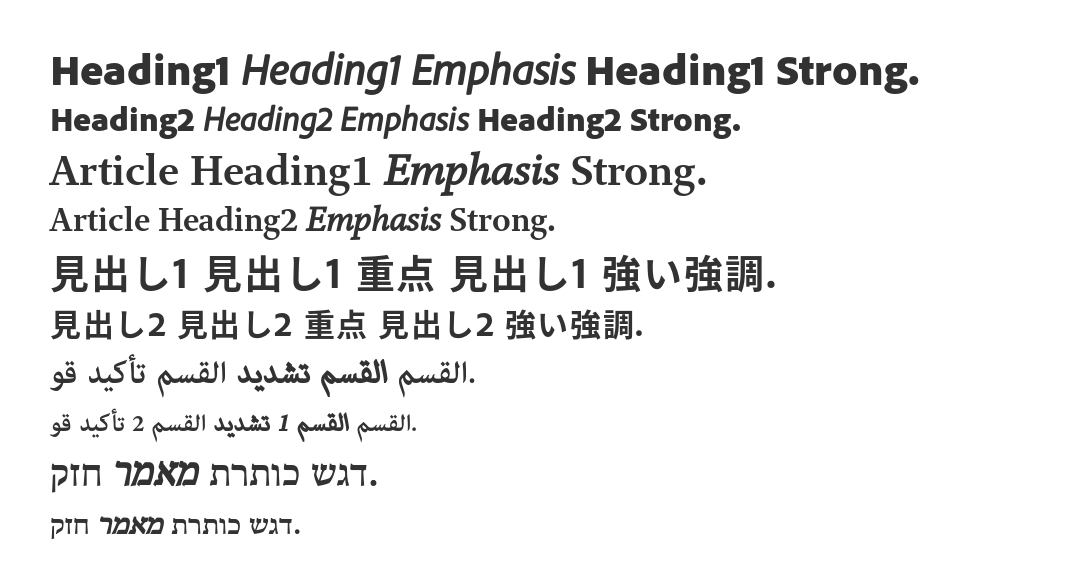 Heading1 Heading1 Emphasis Heading1 Strong.
Heading2 Heading2 Emphasis Heading2 Strong.
Article Heading1 Emphasis Strong.
Article Heading2 Emphasis Strong.
見出し1 見出し1 重点 見出し1 強い強調.
見出し2 見出し2 重点 見出し2 強い強調.
القسم القسم تشديد القسم تأكيد قو.
القسم القسم 1 تشديد القسم 2 تأكيد قو.
דגש כותרת מאמר חזק.
דגש כותרת מאמר חזק.